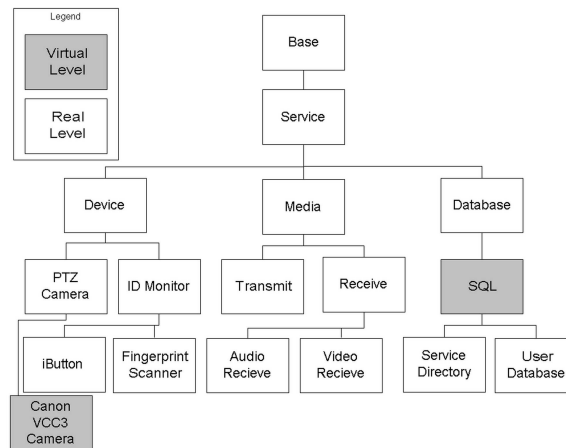 Legend
Virtual
Level
Real
Level
Base
Service
Device
Media
Database
PTZ
Camera
ID Monitor
Transmit
Receive
SQL
iButton
Fingerprint
Scanner
Audio
Recieve
Video
Recieve
Service
Directory
User
Database
Canon
VCC3
Camera